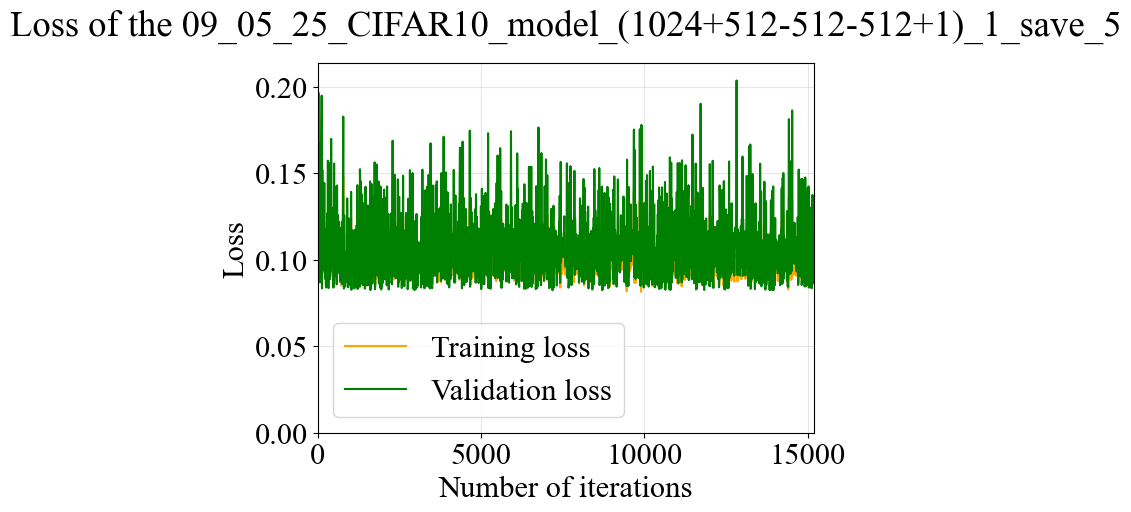 Loss of the 09_05_25_CIFAR10_model_(1024+512-512-512+1)_1_save_5
0.20
0.15
0.10
0.05
0.00
Loss
Training loss
Validation loss
0 5000 10000 15000
Number of iterations